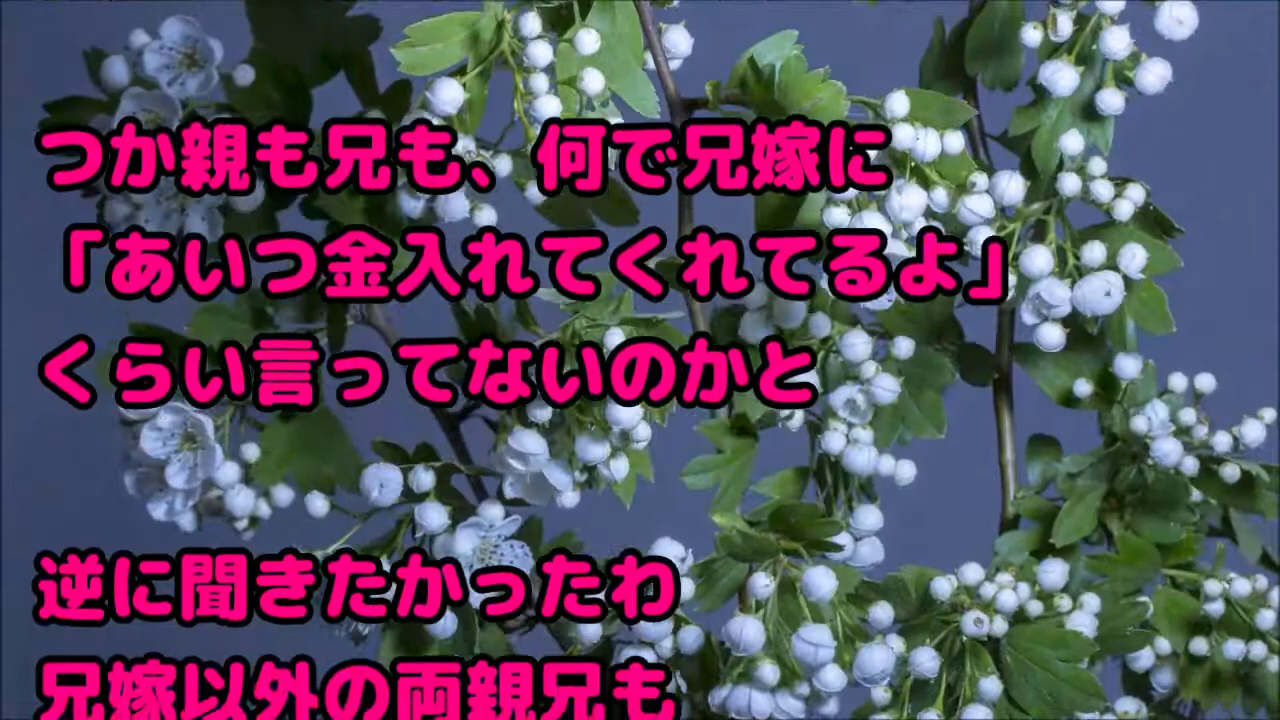 つか親も兄も、何で兄嫁に
「あいつ金入れてくれてるよ」
くらい言ってないのかと
逆に聞きたかったわ
兄嫁以外の両親兄も